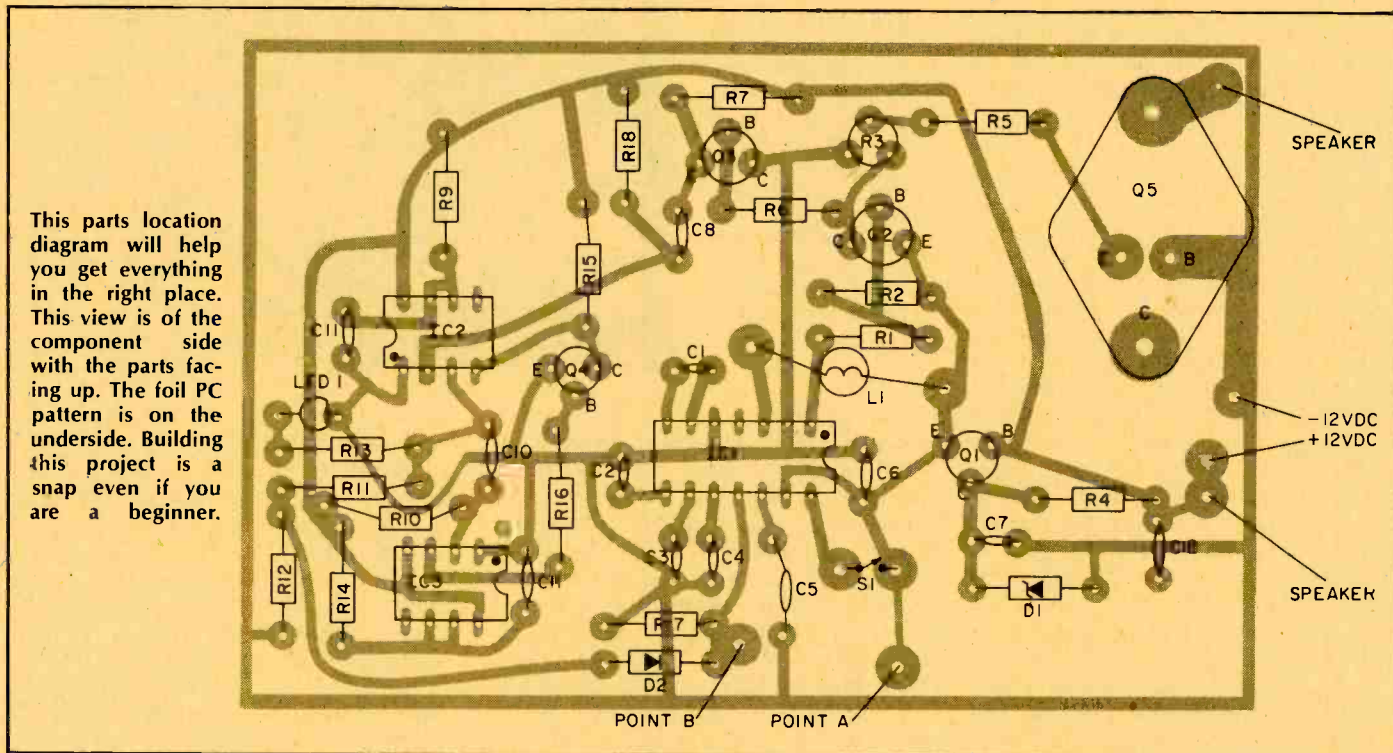 This parts location
diagram will help
you get everything
in the right place.
This view is of the
component side
with the parts fac-
ing up. The foil PC
pattern is on the
underside. Building
this project is a
snap even if you
are a beginner.
R7
R18
B
Q3
C
R3
R5
SPEAKER
Q5
R9
R6
B
C8
C
Q2
E
B
R15
R2
C11
IC2
R1
C
LED 1
E
Q4
C
C1
L1
B
-12VDC
+12VDC
R13
C10
E
Q1
B
C2
C6
R11
R16
R4
R10
C7
R12
R14
IC3
C11
C3
C4
C5
S1
D1
SPEAKER
R17
D2
POINT B
POINT A